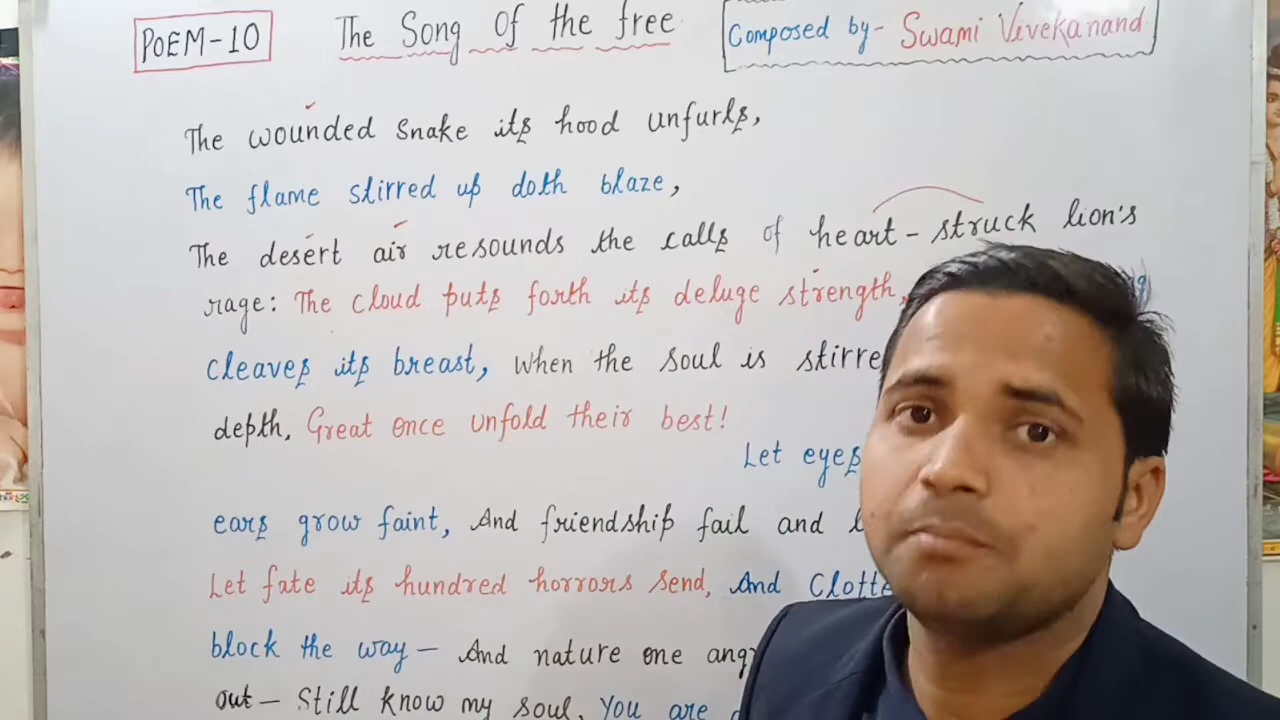 POEM-10
The Song Of the free
Composed by- Swami Vivekanand
The wounded snake its hood unfurls,
The flame stirred up doth blaze,
The desert air resounds the calls of heart-struck lion's
rage: The cloud puts forth its deluge strength,
cleaves its breast, When the soul is
depth, Great once unfold their best!
Let eyes
ears grow faint, And friendship fail and
Let fate its hundred horrors send, And
block the way- And nature one
out- Still know my soul, You are